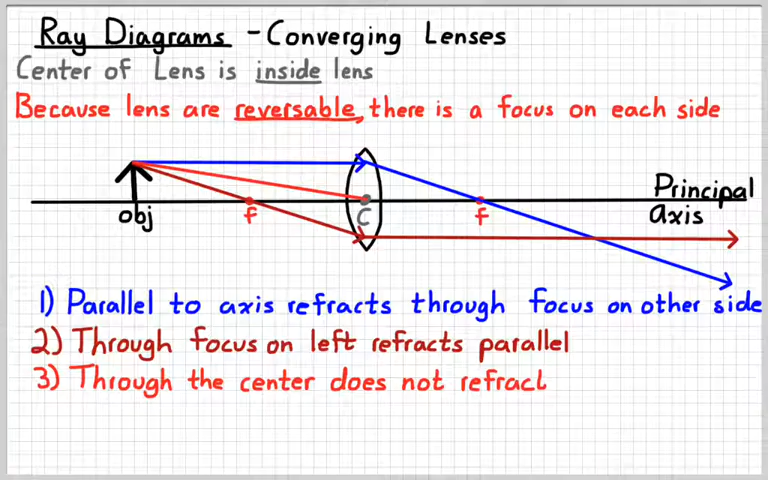 Ray Diagrams - Converging Lenses
Center of Lens is inside lens
Because lens are reversable, there is a focus on each side
Principal
axis
obj
f
C
f
1) Parallel to axis refracts through focus on other side
2) Through focus on left refracts parallel
3) Through the center does not refract